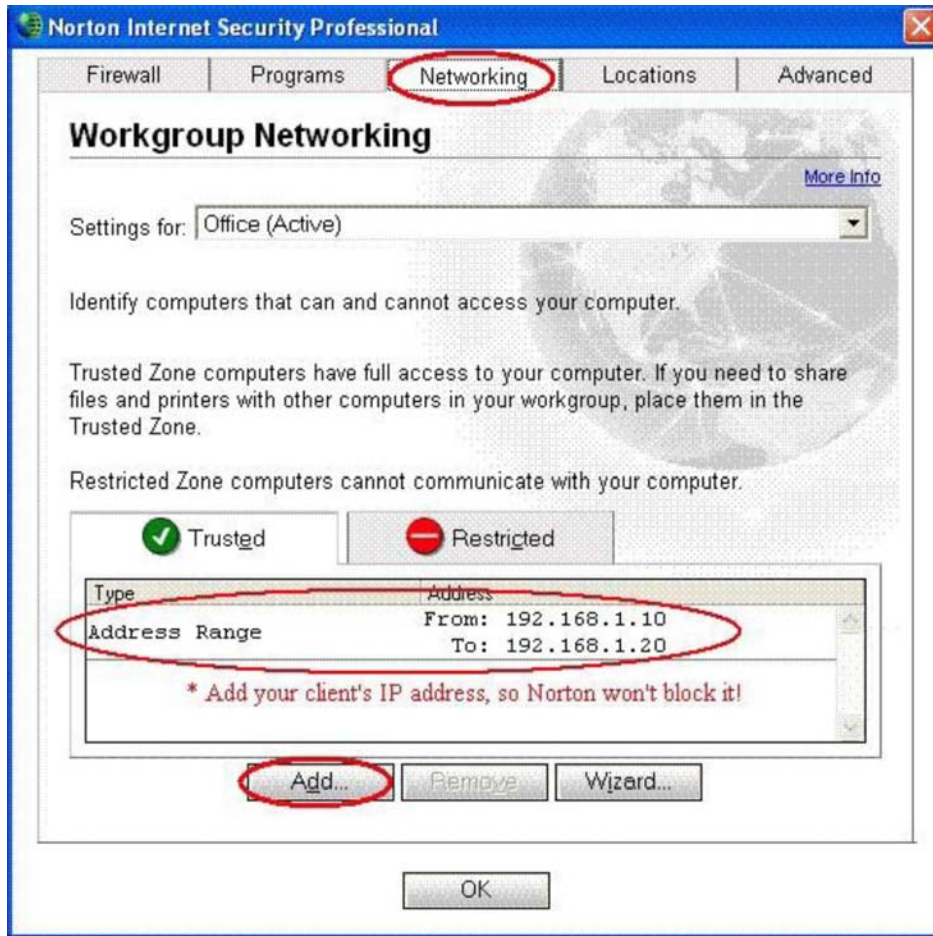 Norton Internet Security Professional
Firewall Programs Networking Locations Advanced
Workgroup Networking
More Info
Settings for: Office (Active)
Identify computers that can and cannot access your computer.
Trusted Zone computers have full access to your computer. If you need to share
files and printers with other computers in your workgroup, place them in the
Trusted Zone.
Restricted Zone computers cannot communicate with your computer.
Trusted Restricted
Type Address
Address Range From: 192.168.1.10
To: 192.168.1.20
* Add your client's IP address, so Norton won't block it!
Add... Remove Wizard...
OK